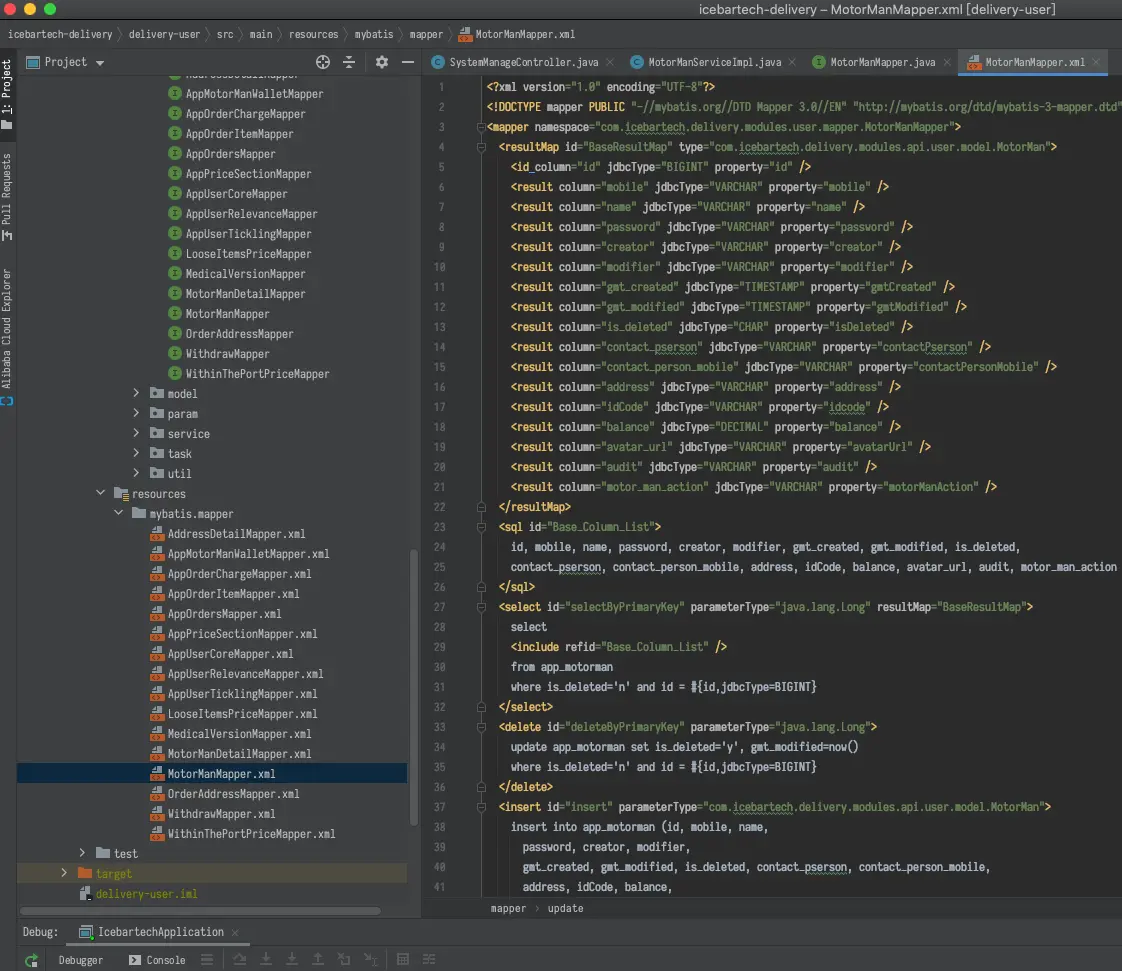 icebartech-delivery – MotorManMapper.xml [delivery-user]
icebartech-delivery delivery-user src main resources mybatis mapper MotorManMapper.xml
Project
SystemManageController.java
MotorManServiceImpl.java
MotorManMapper.java
MotorManMapper.xml
1: Project
Pull Requests
Alibaba Cloud Explorer
AppMotorManWalletMapper
AppOrderChargeMapper
AppOrderItemMapper
AppOrdersMapper
AppPriceSectionMapper
AppUserCoreMapper
AppUserRelevanceMapper
AppUserTicklingMapper
LooseItemsPriceMapper
MedicalVersionMapper
MotorManDetailMapper
MotorManMapper
OrderAddressMapper
WithdrawMapper
WithinThePortPriceMapper
model
param
service
task
util
resources
mybatis.mapper
AddressDetailMapper.xml
AppMotorManWalletMapper.xml
AppOrderChargeMapper.xml
AppOrderItemMapper.xml
AppOrdersMapper.xml
AppPriceSectionMapper.xml
AppUserCoreMapper.xml
AppUserRelevanceMapper.xml
AppUserTicklingMapper.xml
LooseItemsPriceMapper.xml
MedicalVersionMapper.xml
MotorManDetailMapper.xml
MotorManMapper.xml
OrderAddressMapper.xml
WithdrawMapper.xml
WithinThePortPriceMapper.xml
test
target
delivery-user.iml
1 <?xml version="1.0" encoding="UTF-8"?>
2 <!DOCTYPE mapper PUBLIC "-//mybatis.org//DTD Mapper 3.0//EN" "http://mybatis.org/dtd/mybatis-3-mapper.dtd"
3 <mapper namespace="com.icebartech.delivery.modules.user.mapper.MotorManMapper">
4 <resultMap id="BaseResultMap" type="com.icebartech.delivery.modules.api.user.model.MotorMan">
5 <id column="id" jdbcType="BIGINT" property="id" />
6 <result column="mobile" jdbcType="VARCHAR" property="mobile" />
7 <result column="name" jdbcType="VARCHAR" property="name" />
8 <result column="password" jdbcType="VARCHAR" property="password" />
9 <result column="creator" jdbcType="VARCHAR" property="creator" />
10 <result column="modifier" jdbcType="VARCHAR" property="modifier" />
11 <result column="gmt_created" jdbcType="TIMESTAMP" property="gmtCreated" />
12 <result column="gmt_modified" jdbcType="TIMESTAMP" property="gmtModified" />
13 <result column="is_deleted" jdbcType="CHAR" property="isDeleted" />
14 <result column="contact_pserson" jdbcType="VARCHAR" property="contactPserson" />
15 <result column="contact_person_mobile" jdbcType="VARCHAR" property="contactPersonMobile" />
16 <result column="address" jdbcType="VARCHAR" property="address" />
17 <result column="idCode" jdbcType="VARCHAR" property="idcode" />
18 <result column="balance" jdbcType="DECIMAL" property="balance" />
19 <result column="avatar_url" jdbcType="VARCHAR" property="avatarUrl" />
20 <result column="audit" jdbcType="VARCHAR" property="audit" />
21 <result column="motor_man_action" jdbcType="VARCHAR" property="motorManAction" />
22 </resultMap>
23 <sql id="Base_Column_List">
24 id, mobile, name, password, creator, modifier, gmt_created, gmt_modified, is_deleted,
25 contact_pserson, contact_person_mobile, address, idCode, balance, avatar_url, audit, motor_man_action
26 </sql>
27 <select id="selectByPrimaryKey" parameterType="java.lang.Long" resultMap="BaseResultMap">
28 select
29 <include refid="Base_Column_List" />
30 from app_motorman
31 where is_deleted='n' and id = #{id,jdbcType=BIGINT}
32 </select>
33 <delete id="deleteByPrimaryKey" parameterType="java.lang.Long">
34 update app_motorman set is_deleted='y', gmt_modified=now()
35 where is_deleted='n' and id = #{id,jdbcType=BIGINT}
36 </delete>
37 <insert id="insert" parameterType="com.icebartech.delivery.modules.api.user.model.MotorMan">
38 insert into app_motorman (id, mobile, name,
39 password, creator, modifier,
40 gmt_created, gmt_modified, is_deleted, contact_pserson, contact_person_mobile,
41 address, idCode, balance,
mapper › update
Debug: IcebartechApplication
Debugger Console